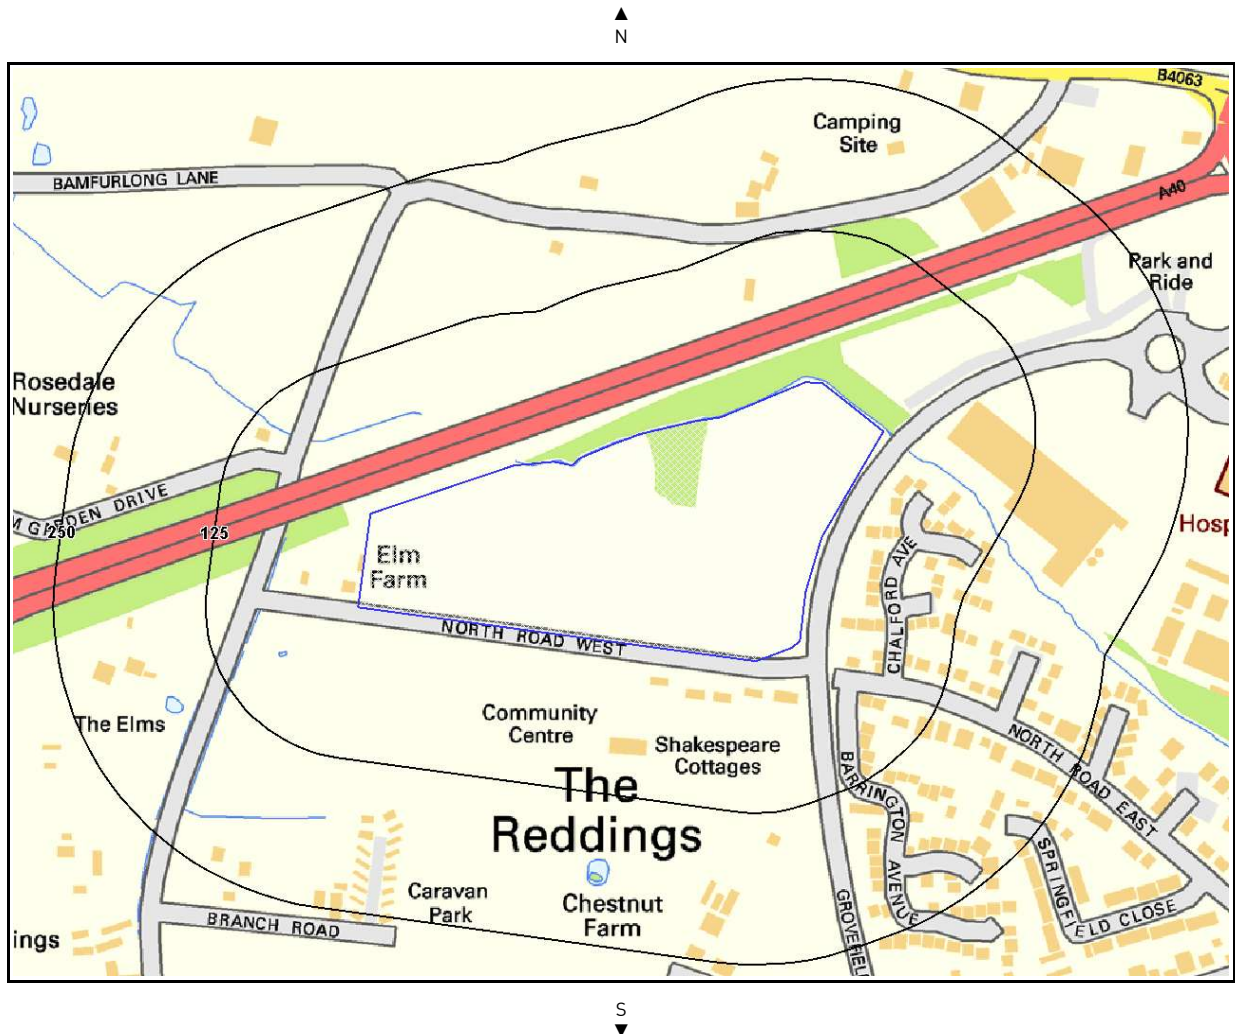 N
B4063
Camping
Site
BAMFURLONG LANE
A40
Park and
Ride
Rosedale
Nurseries
M GARDEN DRIVE
250
125
Hosp
Elm
Farm
CHALFORD AVE
NORTH ROAD WEST
The Elms
Community
Centre
Shakespeare
Cottages
NORTH ROAD EAST
BARRINGTON AVENUE
The
Reddings
SPRINGFIELD CLOSE
Caravan
Park
Chestnut
Farm
GROVEFIEL
BRANCH ROAD
ings
S